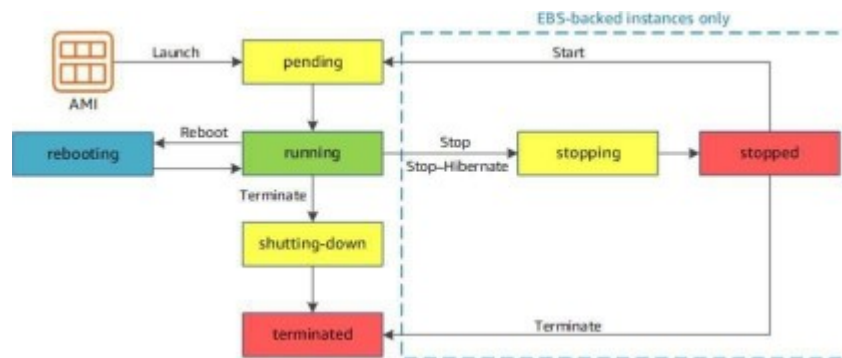 EBS-backed instances only
Launch
pending
Start
AMI
Reboot
rebooting
running
Stop
Stop-Hibernate
stopping
stopped
Terminate
shutting-down
terminated
Terminate